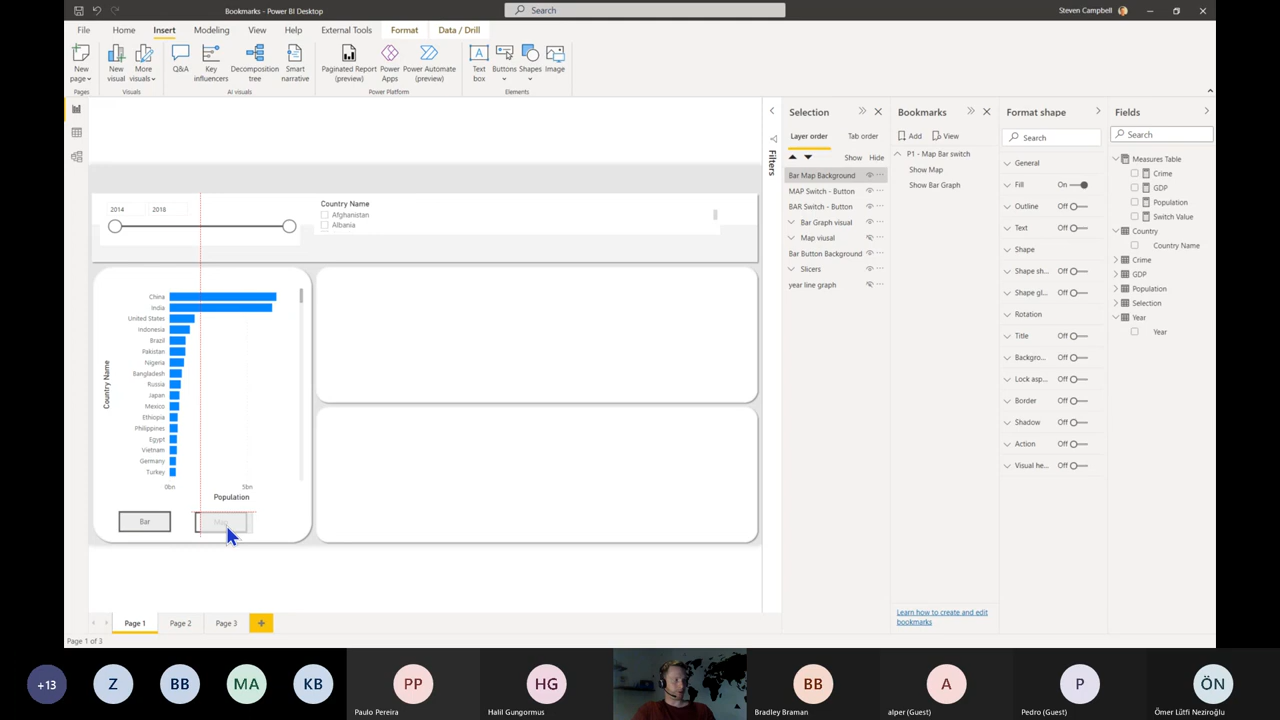 Bookmarks - Power BI Desktop
Search
Steven Campbell
File
Home
Insert
Modeling
View
Help
External Tools
Format
Data / Drill
New page
New visual
More visuals
Q&A
Key influencers
Decomposition tree
Smart narrative
Paginated Report (preview)
Power Apps
Power Automate (preview)
Text box
Buttons
Shapes
Image
Pages
Visuals
AI visuals
Power Platform
Elements
2014
2018
Country Name
Afghanistan
Albania
Country Name
China
India
United States
Indonesia
Brazil
Pakistan
Nigeria
Bangladesh
Russia
Japan
Mexico
Ethiopia
Philippines
Egypt
Vietnam
Germany
Turkey
0bn
5bn
Population
Bar
Map
Filters
Selection
Layer order
Tab order
Show
Hide
Bar Map Background
MAP Switch - Button
BAR Switch - Button
Bar Graph visual
Map viusal
Bar Button Background
Slicers
year line graph
Bookmarks
Add
View
P1 - Map Bar switch
Show Map
Show Bar Graph
Learn how to create and edit
bookmarks
Format shape
Search
General
Fill
On
Outline
Off
Text
Off
Shape
Shape sh...
Off
Shape gl...
Off
Rotation
Title
Off
Backgro...
Off
Lock asp...
Off
Border
Off
Shadow
Off
Action
Off
Visual he...
Off
Fields
Search
Measures Table
Crime
GDP
Population
Switch Value
Country
Country Name
Crime
GDP
Population
Selection
Year
Year
Page 1
Page 2
Page 3
Page 1 of 3
+13
Z
BB
MA
KB
PP
Paulo Pereira
HG
Halil Gungormus
BB
Bradley Braman
A
alper (Guest)
P
Pedro (Guest)
ÖN
Ömer Lütfi Neziroğlu